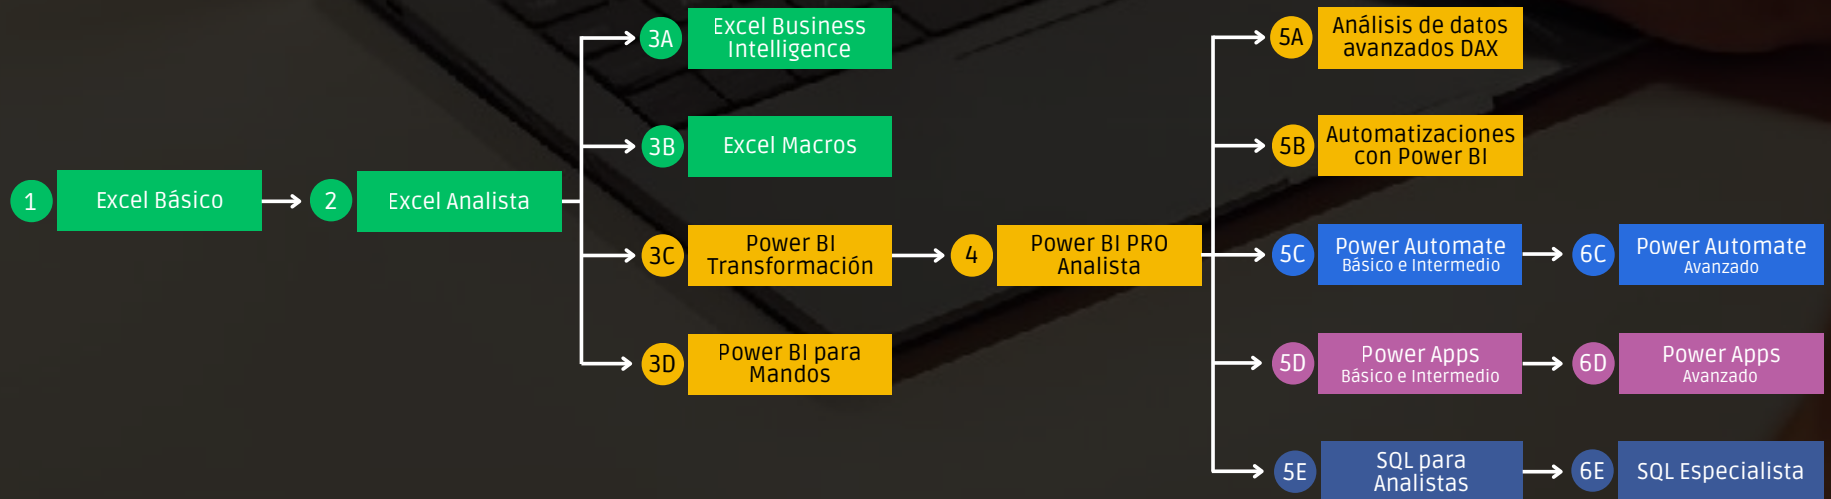 1
Excel Básico
2
Excel Analista
3A
Excel Business
Intelligence
3B
Excel Macros
3C
Power BI
Transformación
3D
Power BI para
Mandos
4
Power BI PRO
Analista
5A
Análisis de datos
avanzados DAX
5B
Automatizaciones
con Power BI
5C
Power Automate
Básico e Intermedio
6C
Power Automate
Avanzado
5D
Power Apps
Básico e Intermedio
6D
Power Apps
Avanzado
5E
SQL para
Analistas
6E
SQL Especialista